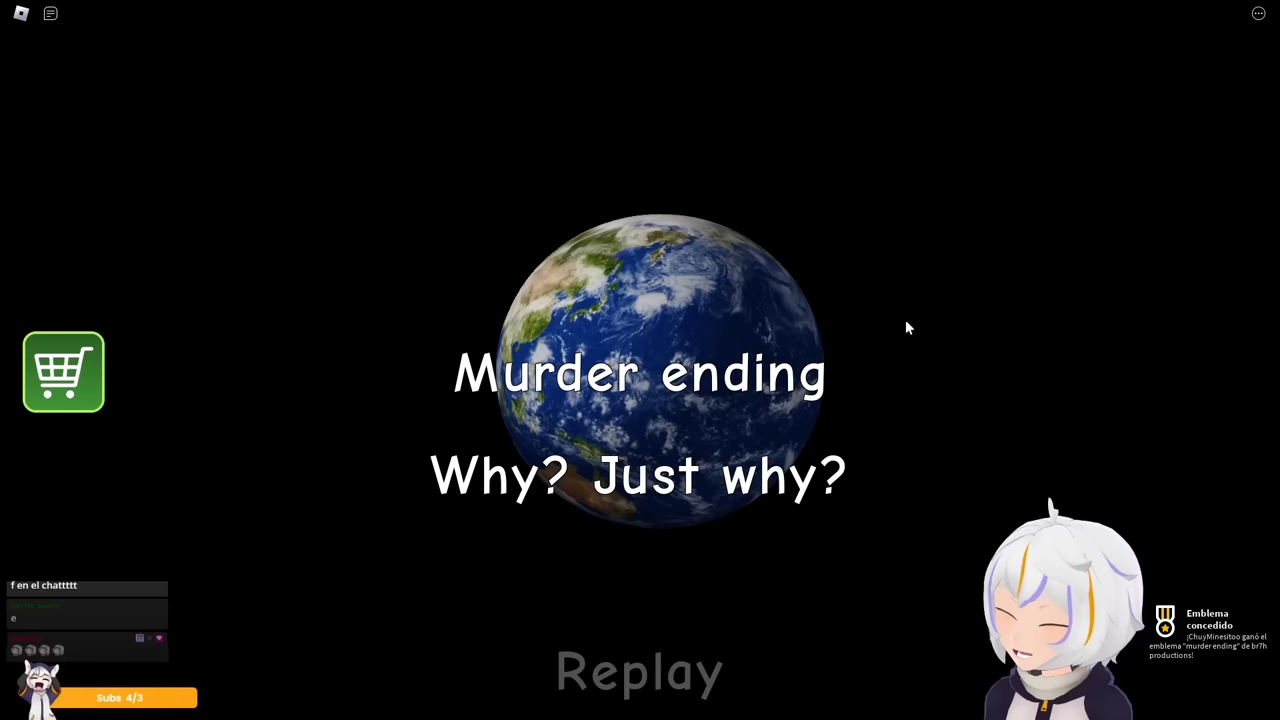 Murder ending
Why? Just why?
f en el chattttt
e
Subs 4/3
Emblema
concedido
¡ChuyMinesitoo ganó el
emblema "murder ending" de br7h
productions!
Replay